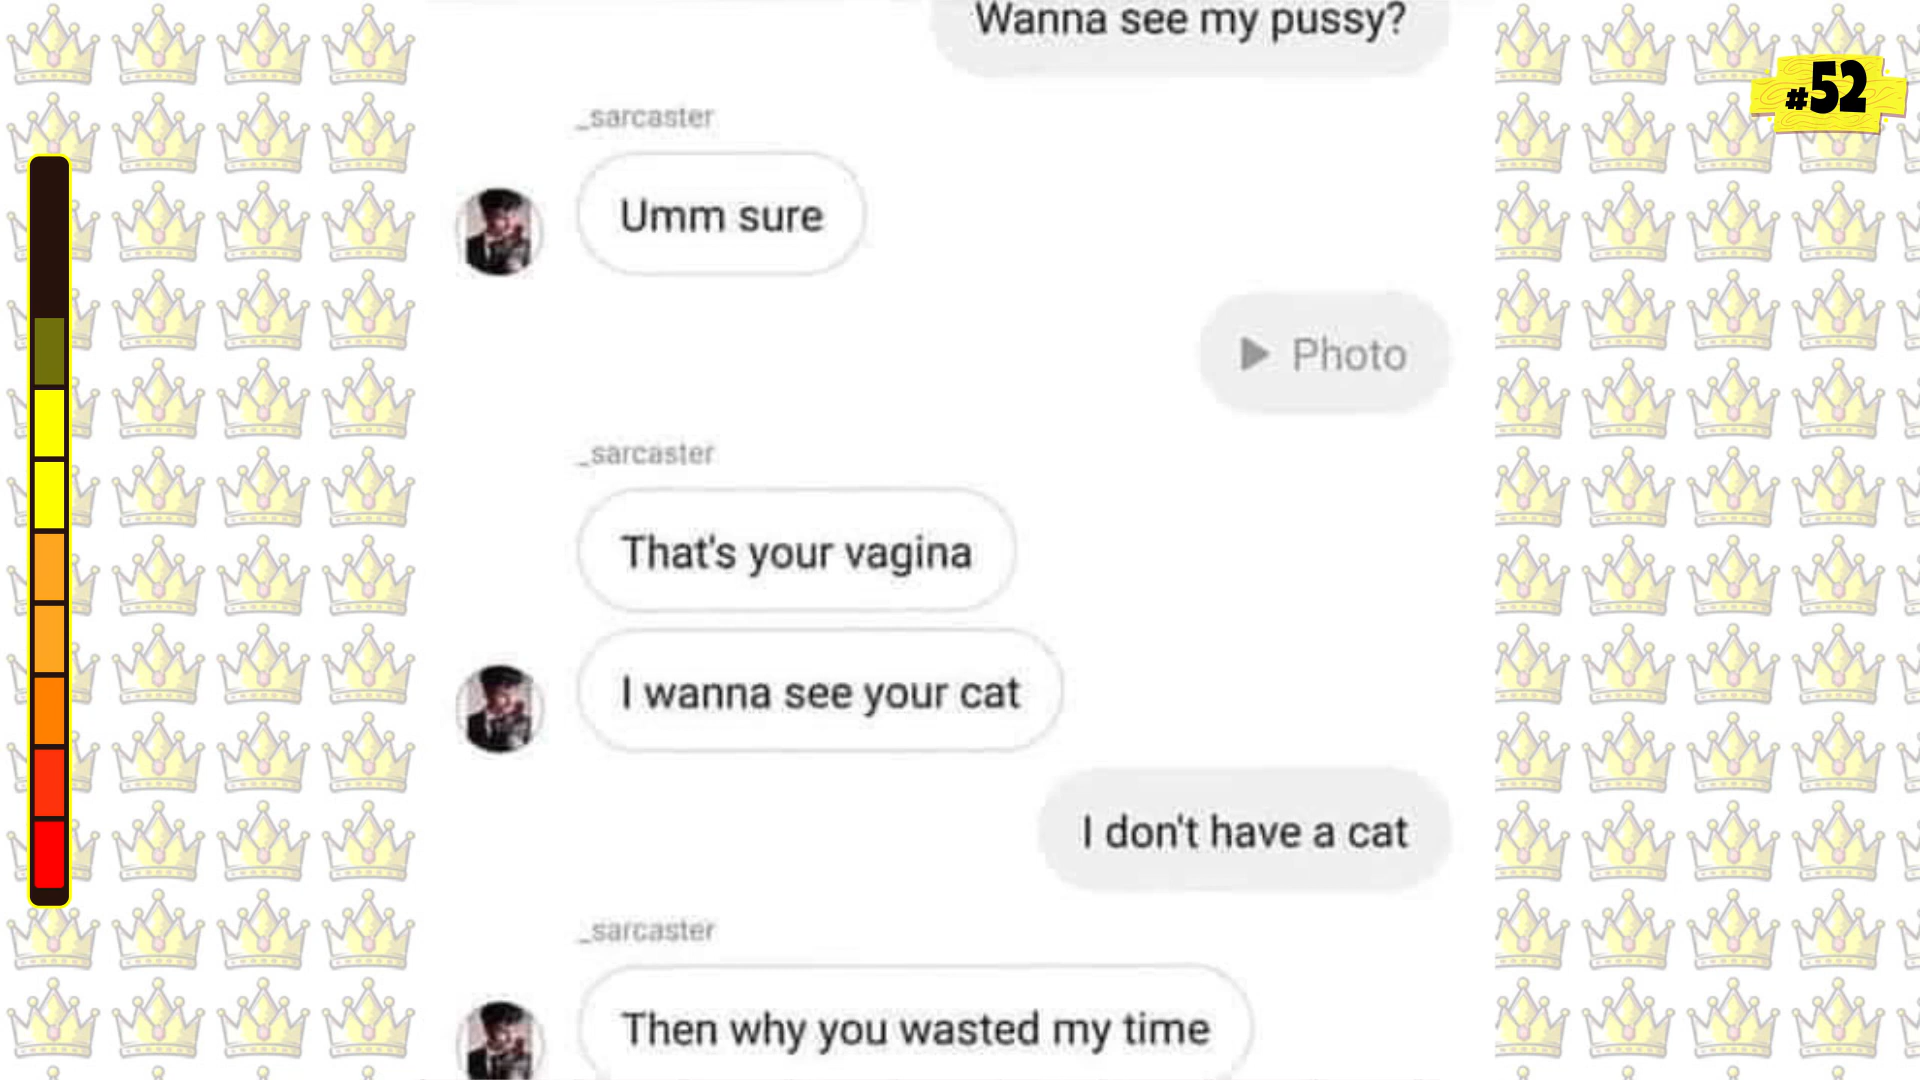 Wanna see my pussy?
#52
_sarcaster
Umm sure
Photo
_sarcaster
That's your vagina
I wanna see your cat
I don't have a cat
_sarcaster
Then why you wasted my time